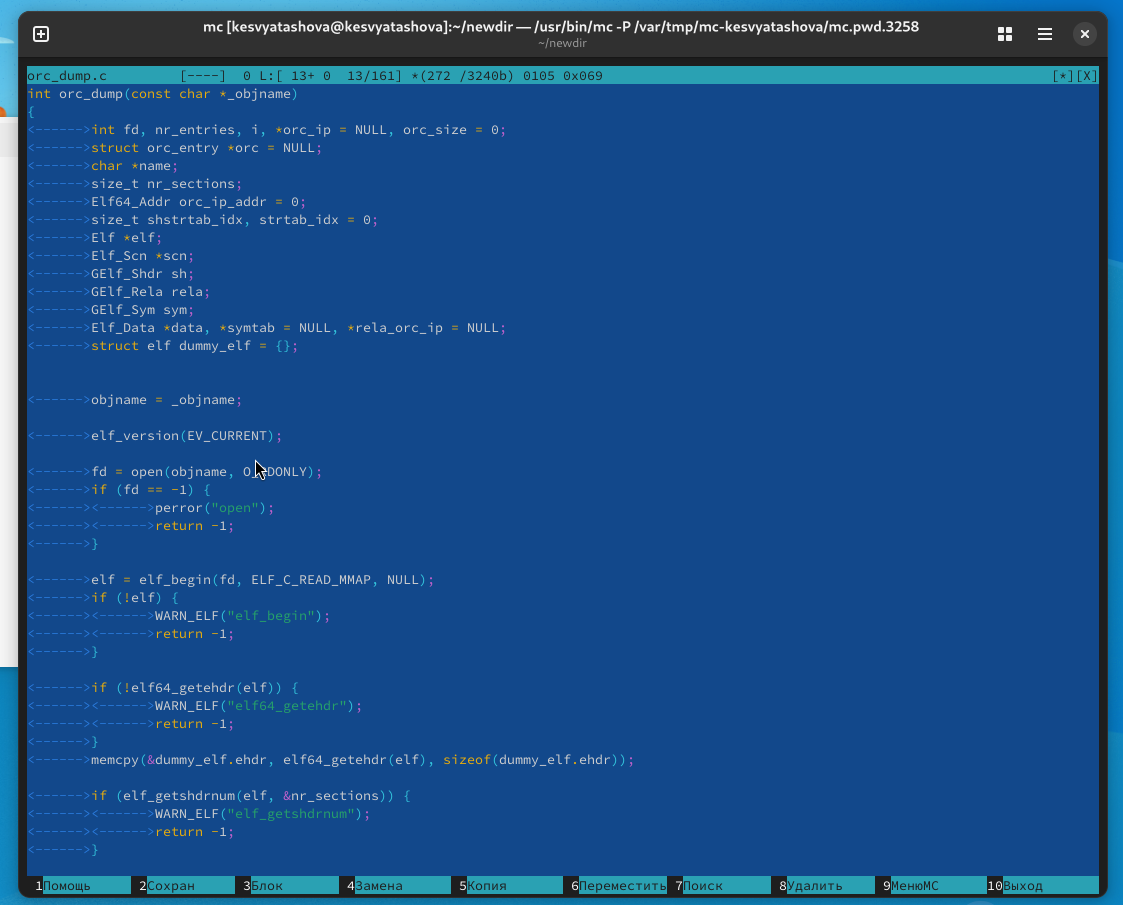 mc [kesvyatashova@kesvyatashova]:~/newdir — /usr/bin/mc -P /var/tmp/mc-kesvyatashova/mc.pwd.3258
~/newdir
orc_dump.c [----] 0 L:[ 13+ 0 13/161] *(272 /3240b) 0105 0x069 [*][X]
int orc_dump(const char *_objname)
{
<------>int fd, nr_entries, i, *orc_ip = NULL, orc_size = 0;
<------>struct orc_entry *orc = NULL;
<------>char *name;
<------>size_t nr_sections;
<------>Elf64_Addr orc_ip_addr = 0;
<------>size_t shstrtab_idx, strtab_idx = 0;
<------>Elf *elf;
<------>Elf_Scn *scn;
<------>GElf_Shdr sh;
<------>GElf_Rela rela;
<------>GElf_Sym sym;
<------>Elf_Data *data, *symtab = NULL, *rela_orc_ip = NULL;
<------>struct elf dummy_elf = {};
<------>objname = _objname;
<------>elf_version(EV_CURRENT);
<------>fd = open(objname, O_RDONLY);
<------>if (fd == -1) {
<------><------>perror("open");
<------><------>return -1;
<------>}
<------>elf = elf_begin(fd, ELF_C_READ_MMAP, NULL);
<------>if (!elf) {
<------><------>WARN_ELF("elf_begin");
<------><------>return -1;
<------>}
<------>if (!elf64_getehdr(elf)) {
<------><------>WARN_ELF("elf64_getehdr");
<------><------>return -1;
<------>}
<------>memcpy(&dummy_elf.ehdr, elf64_getehdr(elf), sizeof(dummy_elf.ehdr));
<------>if (elf_getshdrnum(elf, &nr_sections)) {
<------><------>WARN_ELF("elf_getshdrnum");
<------><------>return -1;
<------>}
1Помощь 2Сохран 3Блок 4Замена 5Копия 6Переместить 7Поиск 8Удалить 9МенюMC 10Выход